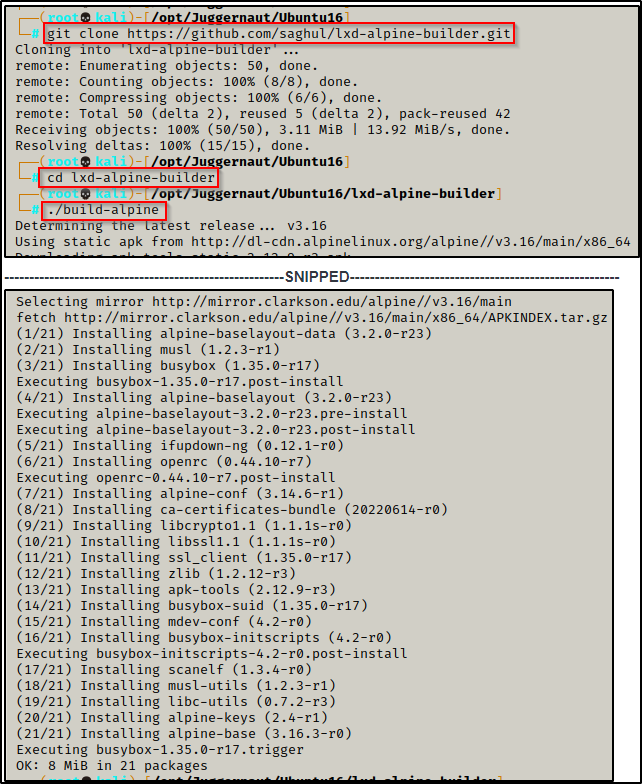 ┌──(root💀kali)-[/opt/Juggernaut/Ubuntu16]
└─# git clone https://github.com/saghul/lxd-alpine-builder.git
Cloning into 'lxd-alpine-builder'...
remote: Enumerating objects: 50, done.
remote: Counting objects: 100% (8/8), done.
remote: Compressing objects: 100% (6/6), done.
remote: Total 50 (delta 2), reused 5 (delta 2), pack-reused 42
Receiving objects: 100% (50/50), 3.11 MiB | 13.92 MiB/s, done.
Resolving deltas: 100% (15/15), done.
┌──(root💀kali)-[/opt/Juggernaut/Ubuntu16]
└─# cd lxd-alpine-builder
┌──(root💀kali)-[/opt/Juggernaut/Ubuntu16/lxd-alpine-builder]
└─# ./build-alpine
Determining the latest release... v3.16
Using static apk from http://dl-cdn.alpinelinux.org/alpine//v3.16/main/x86_64
Downloading apk-tools-static-2.12.9-r3.apk
SNIPPED
Selecting mirror http://mirror.clarkson.edu/alpine//v3.16/main
fetch http://mirror.clarkson.edu/alpine//v3.16/main/x86_64/APKINDEX.tar.gz
(1/21) Installing alpine-baselayout-data (3.2.0-r23)
(2/21) Installing musl (1.2.3-r1)
(3/21) Installing busybox (1.35.0-r17)
Executing busybox-1.35.0-r17.post-install
(4/21) Installing alpine-baselayout (3.2.0-r23)
Executing alpine-baselayout-3.2.0-r23.pre-install
Executing alpine-baselayout-3.2.0-r23.post-install
(5/21) Installing ifupdown-ng (0.12.1-r0)
(6/21) Installing openrc (0.44.10-r7)
Executing openrc-0.44.10-r7.post-install
(7/21) Installing alpine-conf (3.14.6-r1)
(8/21) Installing ca-certificates-bundle (20220614-r0)
(9/21) Installing libcrypto1.1 (1.1.1s-r0)
(10/21) Installing libssl1.1 (1.1.1s-r0)
(11/21) Installing ssl_client (1.35.0-r17)
(12/21) Installing zlib (1.2.12-r3)
(13/21) Installing apk-tools (2.12.9-r3)
(14/21) Installing busybox-suid (1.35.0-r17)
(15/21) Installing mdev-conf (4.2-r0)
(16/21) Installing busybox-initscripts (4.2-r0)
Executing busybox-initscripts-4.2-r0.post-install
(17/21) Installing scanelf (1.3.4-r0)
(18/21) Installing musl-utils (1.2.3-r1)
(19/21) Installing libc-utils (0.7.2-r3)
(20/21) Installing alpine-keys (2.4-r1)
(21/21) Installing alpine-base (3.16.3-r0)
Executing busybox-1.35.0-r17.trigger
OK: 8 MiB in 21 packages